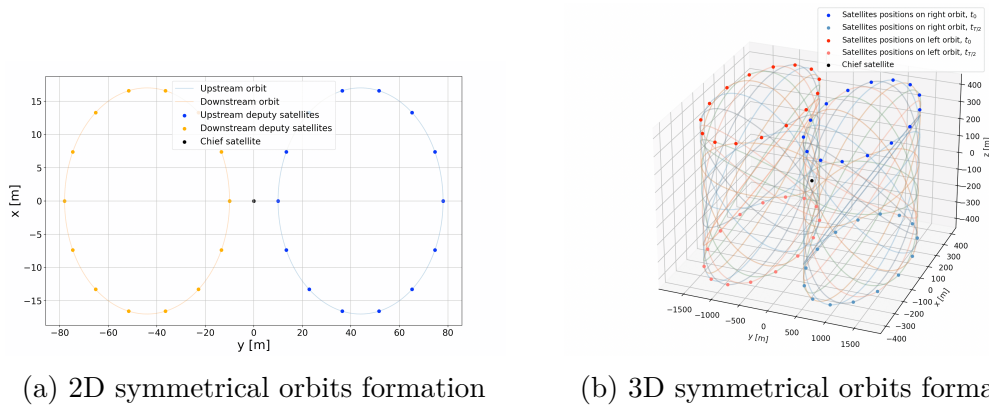 Upstream orbit
Downstream orbit
Upstream deputy satellites
Downstream deputy satellites
Chief satellite
15
10
5
0
−5
−10
−15
x [m]
−80
−60
−40
−20
0
20
40
60
80
y [m]
(a) 2D symmetrical orbits formation
Satellites positions on right orbit, t0
Satellites positions on right orbit, tT/2
Satellites positions on left orbit, t0
Satellites positions on left orbit, tT/2
Chief satellite
400
300
200
100
0
−100
−200
−300
−400
z [m]
400
300
200
100
0
−100
−200
−300
−400
x [m]
−1500
−1000
−500
0
500
1000
1500
y [m]
(b) 3D symmetrical orbits forma